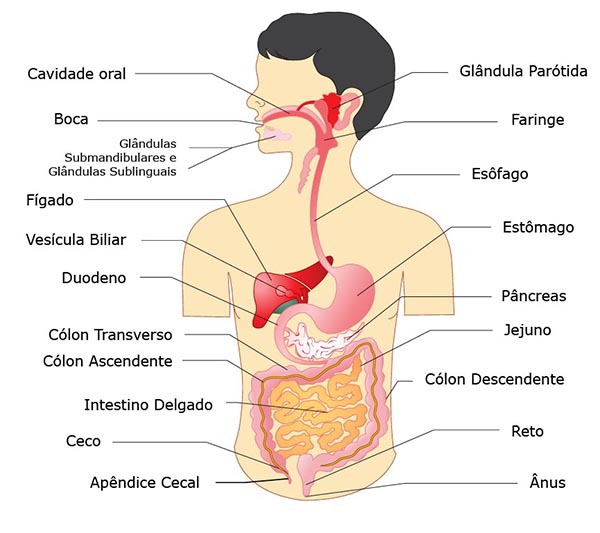 Cavidade oral
Boca
Glândulas
Submandibulares e
Glândulas Sublinguais
Fígado
Vesícula Biliar
Duodeno
Cólon Transverso
Cólon Ascendente
Intestino Delgado
Ceco
Apêndice Cecal
Glândula Parótida
Faringe
Esôfago
Estômago
Pâncreas
Jejuno
Cólon Descendente
Reto
Ânus